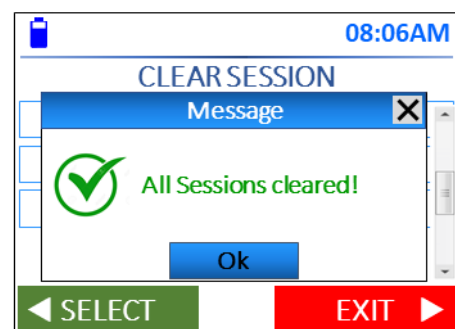 08:06AM
CLEAR SESSION
Message
All Sessions cleared!
Ok
SELECT
EXIT